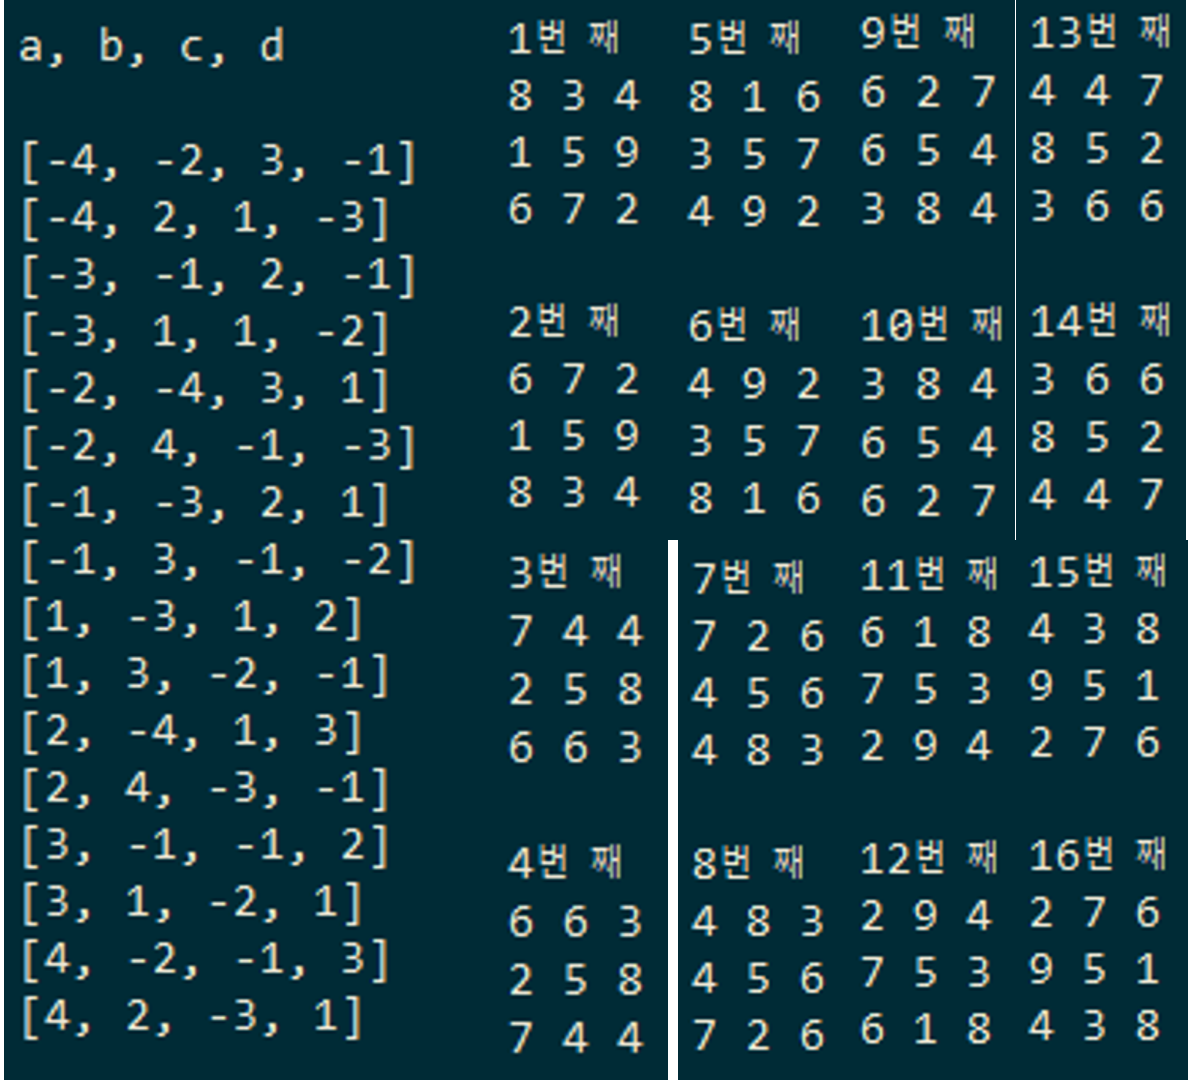 a, b, c, d
[-4, -2, 3, -1]
[-4, 2, 1, -3]
[-3, -1, 2, -1]
[-3, 1, 1, -2]
[-2, -4, 3, 1]
[-2, 4, -1, -3]
[-1, -3, 2, 1]
[-1, 3, -1, -2]
[1, -3, 1, 2]
[1, 3, -2, -1]
[2, -4, 1, 3]
[2, 4, -3, -1]
[3, -1, -1, 2]
[3, 1, -2, 1]
[4, -2, -1, 3]
[4, 2, -3, 1]
1번 째
8 3 4
1 5 9
6 7 2
2번 째
6 7 2
1 5 9
8 3 4
3번 째
7 4 4
2 5 8
6 6 3
4번 째
6 6 3
2 5 8
7 4 4
5번 째
8 1 6
3 5 7
4 9 2
6번 째
4 9 2
3 5 7
8 1 6
7번 째
7 2 6
4 5 6
4 8 3
8번 째
4 8 3
4 5 6
7 2 6
9번 째
6 2 7
6 5 4
3 8 4
10번 째
3 8 4
6 5 4
6 2 7
11번 째
6 1 8
7 5 3
2 9 4
12번 째
2 9 4
7 5 3
6 1 8
13번 째
4 4 7
8 5 2
3 6 6
14번 째
3 6 6
8 5 2
4 4 7
15번 째
4 3 8
9 5 1
2 7 6
16번 째
2 7 6
9 5 1
4 3 8